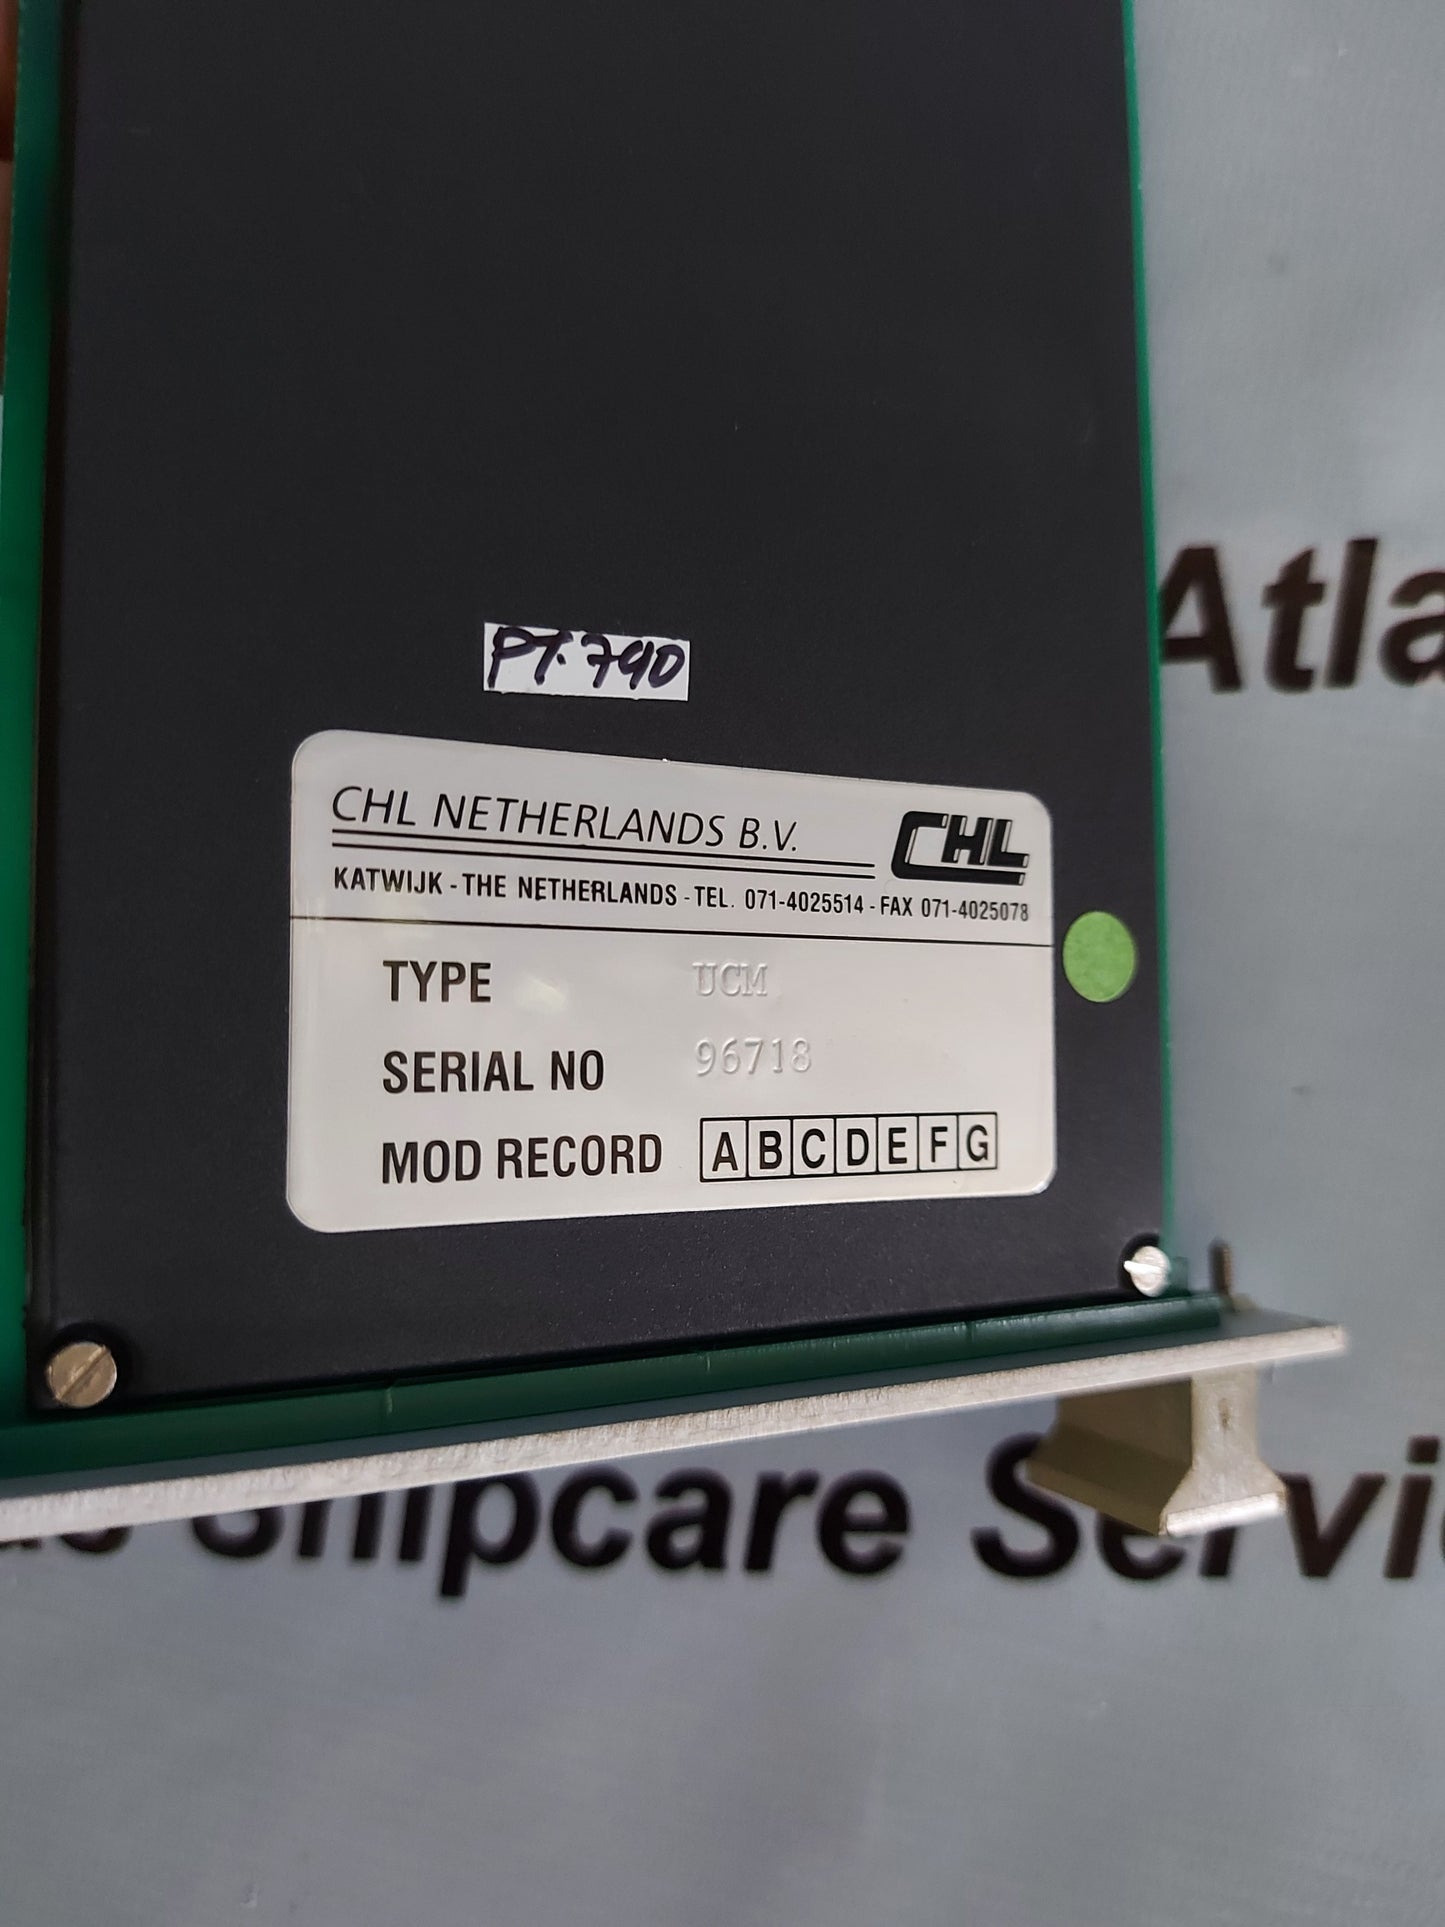 Atla
PT.790
CHL NETHERLANDS B.V.
CHL
KATWIJK - THE NETHERLANDS - TEL. 071-4025514 - FAX 071-4025078
TYPE UCM
SERIAL NO 96718
MOD RECORD A B C D E F G
Shipcare Servi